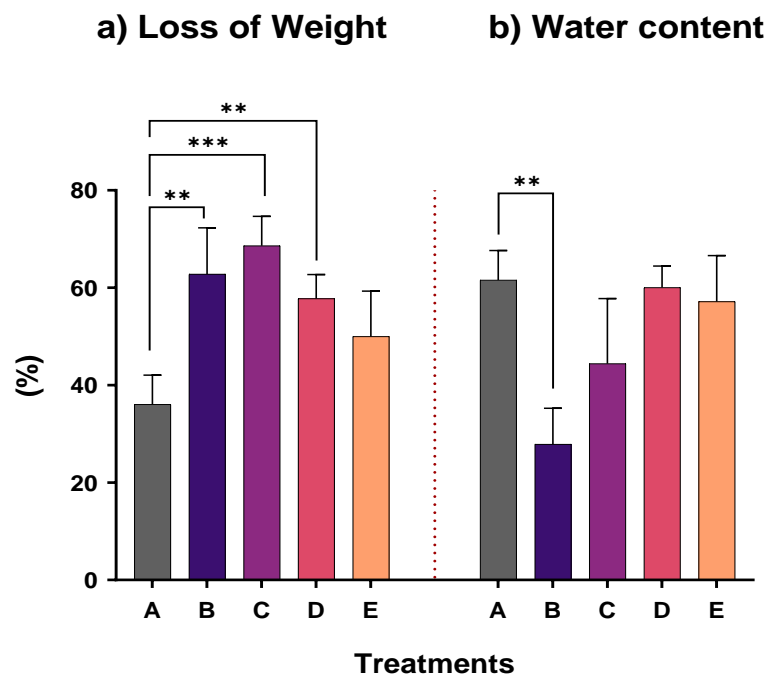 a) Loss of Weight
b) Water content
**
***
**
**
80
60
40
20
0
(%)
A B C D E
A B C D E
Treatments